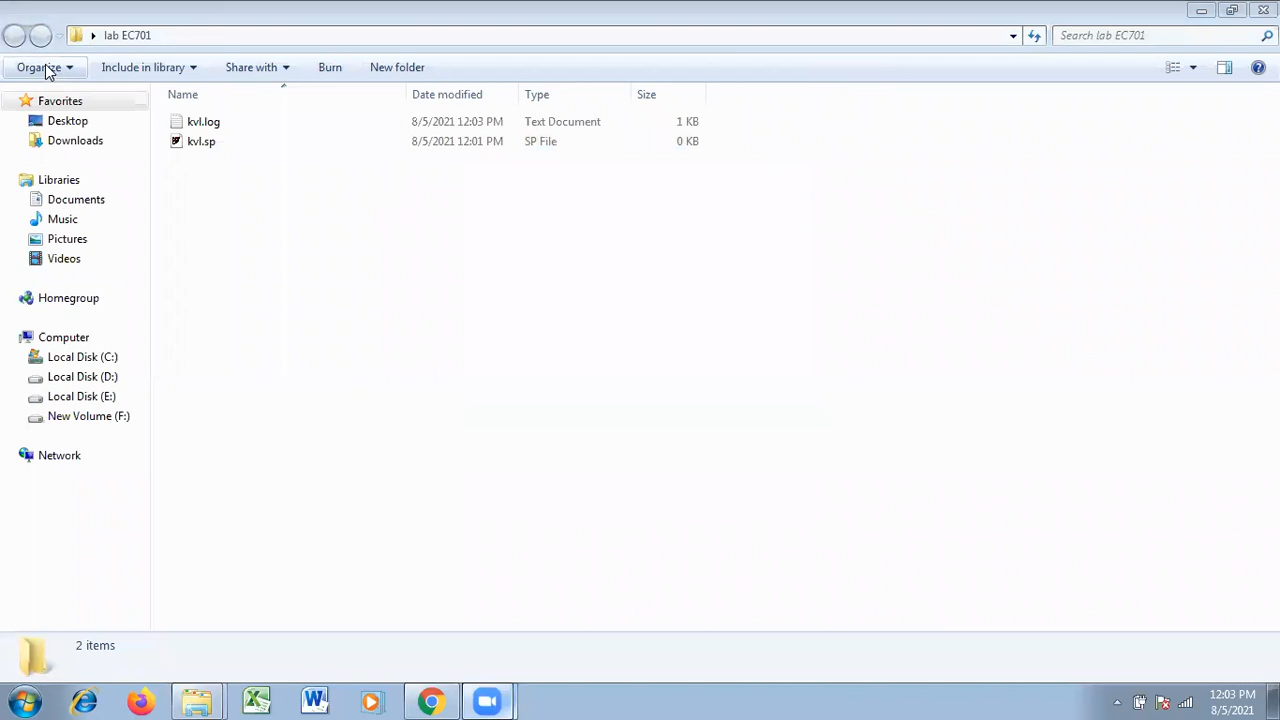 lab EC701
Search lab EC701
Organize Include in library Share with Burn New folder
Name Date modified Type Size
kvl.log 8/5/2021 12:03 PM Text Document 1 KB
kvl.sp 8/5/2021 12:01 PM SP File 0 KB
Favorites
Desktop
Downloads
Libraries
Documents
Music
Pictures
Videos
Homegroup
Computer
Local Disk (C:)
Local Disk (D:)
Local Disk (E:)
New Volume (F:)
Network
2 items
12:03 PM
8/5/2021